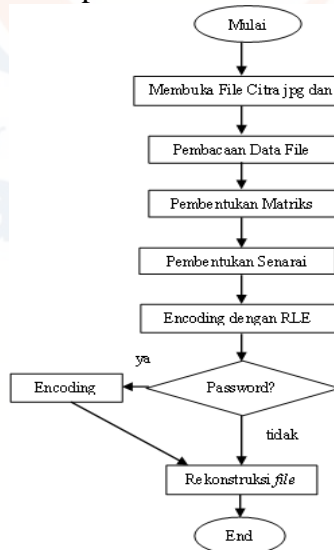 Mulai
Membuka File Citra jpg dan
Pembacaan Data File
Pembentukan Matriks
Pembentukan Senarai
Encoding dengan RLE
ya
Encoding
Password?
tidak
Rekonstruksi file
End